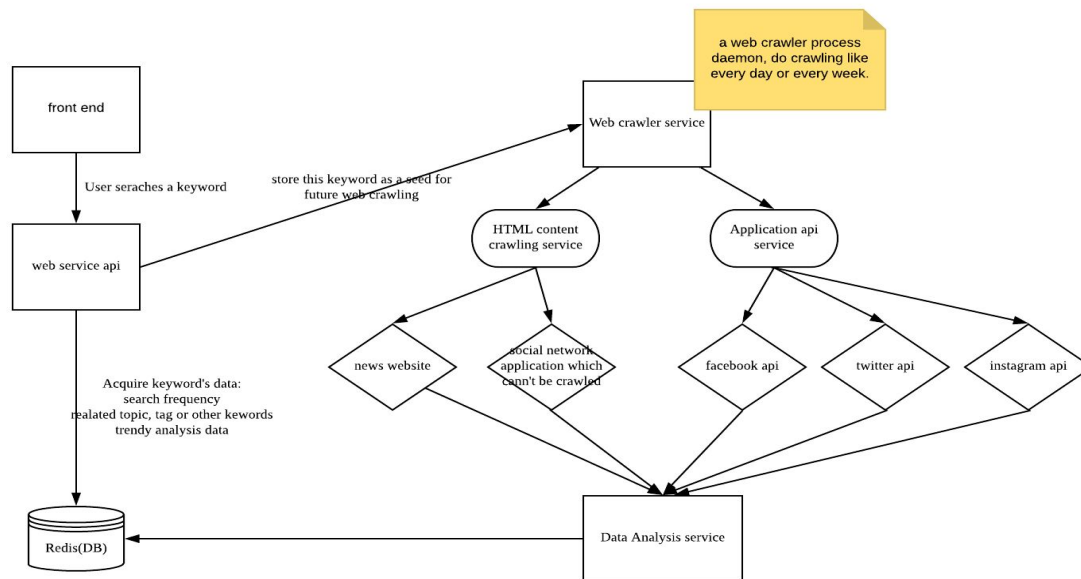 a web crawler process
daemon, do crawling like
every day or every week.
front end
Web crawler service
User seraches a keyword
store this keyword as a seed for
future web crawling
HTML content
crawling service
Application api
service
web service api
news website
social network
application which
cann't be crawled
facebook api
twitter api
instagram api
Acquire keyword's data:
search frequency
realated topic, tag or other kewords
trendy analysis data
Redis(DB)
Data Analysis service